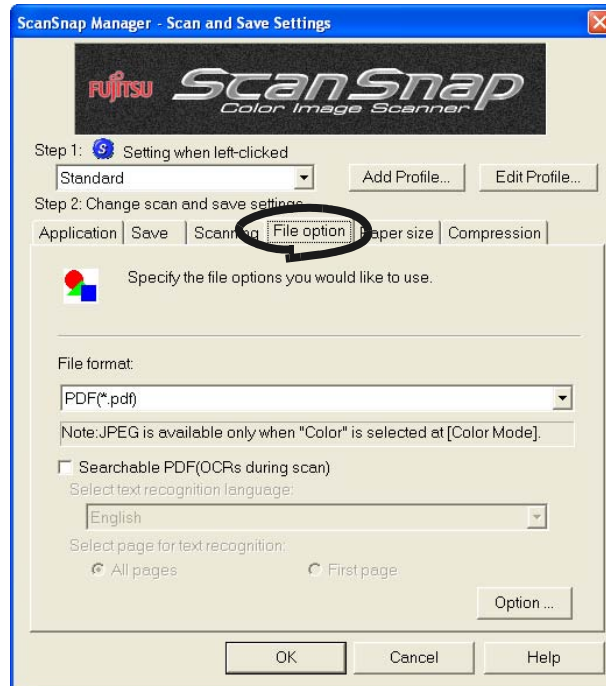 ScanSnap Manager - Scan and Save Settings
FUJITSU ScanSnap
Color Image Scanner
Step 1: S Setting when left-clicked
Standard Add Profile... Edit Profile...
Step 2: Change scan and save settings
Application Save Scanning File option Paper size Compression
Specify the file options you would like to use.
File format:
PDF(*.pdf)
Note:JPEG is available only when "Color" is selected at [Color Mode].
Searchable PDF(OCRs during scan)
Select text recognition language:
English
Select page for text recognition:
All pages First page
Option ...
OK Cancel Help